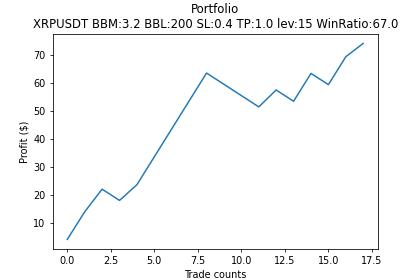 Portfolio
XRPUSDT BBM:3.2 BBL:200 SL:0.4 TP:1.0 lev:15 WinRatio:67.0
70
60
50
40
30
20
10
Profit ($)
0.0 2.5 5.0 7.5 10.0 12.5 15.0 17.5
Trade counts